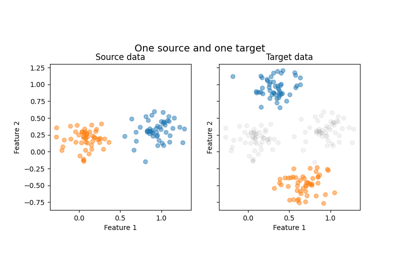 One source and one target
Source data
Target data
1.25
1.00
0.75
0.50
0.25
0.00
−0.25
−0.50
−0.75
Feature 2
Feature 2
0.0 0.5 1.0
0.0 0.5 1.0
Feature 1
Feature 1